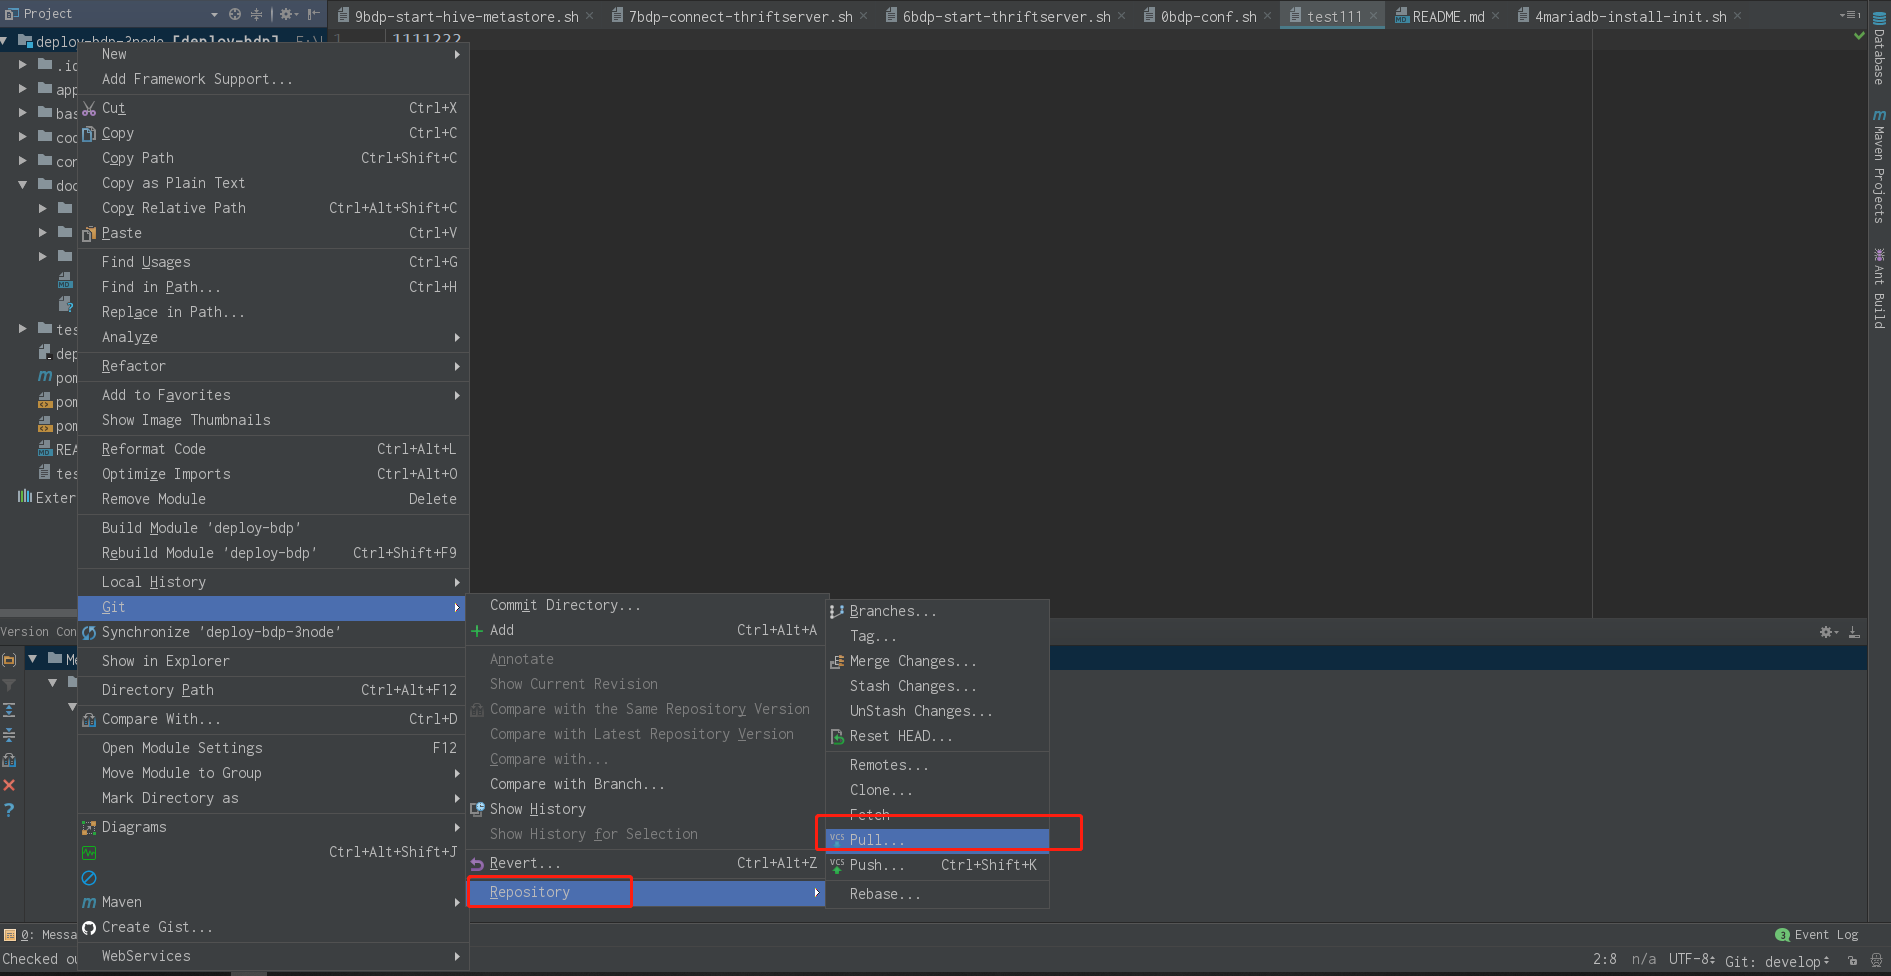 Project
9bdp-start-hive-metastore.sh
7bdp-connect-thriftserver.sh
6bdp-start-thriftserver.sh
0bdp-conf.sh
test111
README.md
4mariadb-install-init.sh
deploy-bdp-3node [deploy-bdp]
1
1111222
New
Add Framework Support...
Cut Ctrl+X
Copy Ctrl+C
Copy Path Ctrl+Shift+C
Copy as Plain Text
Copy Relative Path Ctrl+Alt+Shift+C
Paste Ctrl+V
Find Usages Ctrl+G
Find in Path... Ctrl+H
Replace in Path...
Analyze
Refactor
Add to Favorites
Show Image Thumbnails
Reformat Code Ctrl+Alt+L
Optimize Imports Ctrl+Alt+O
Remove Module Delete
Build Module 'deploy-bdp'
Rebuild Module 'deploy-bdp' Ctrl+Shift+F9
Local History
Git
Synchronize 'deploy-bdp-3node'
Show in Explorer
Directory Path Ctrl+Alt+F12
Compare With... Ctrl+D
Open Module Settings F12
Move Module to Group
Mark Directory as
Diagrams
Ctrl+Alt+Shift+J
Maven
Create Gist...
WebServices
.id
app
bas
doc
tes
dep
pom
pom
pom
REA
tes
Exter
Commit Directory...
Add Ctrl+Alt+A
Annotate
Show Current Revision
Compare with the Same Repository Version
Compare with Latest Repository Version
Compare with...
Compare with Branch...
Show History
Show History for Selection
Revert... Ctrl+Alt+Z
Repository
Branches...
Tag...
Merge Changes...
Stash Changes...
UnStash Changes...
Reset HEAD...
Remotes...
Clone...
Fetch
Pull...
Push... Ctrl+Shift+K
Rebase...
Database
Maven Projects
Ant Build
Version Con
Me
0: Messa
3 Event Log
Checked ou
2:8 n/a UTF-8 Git: develop